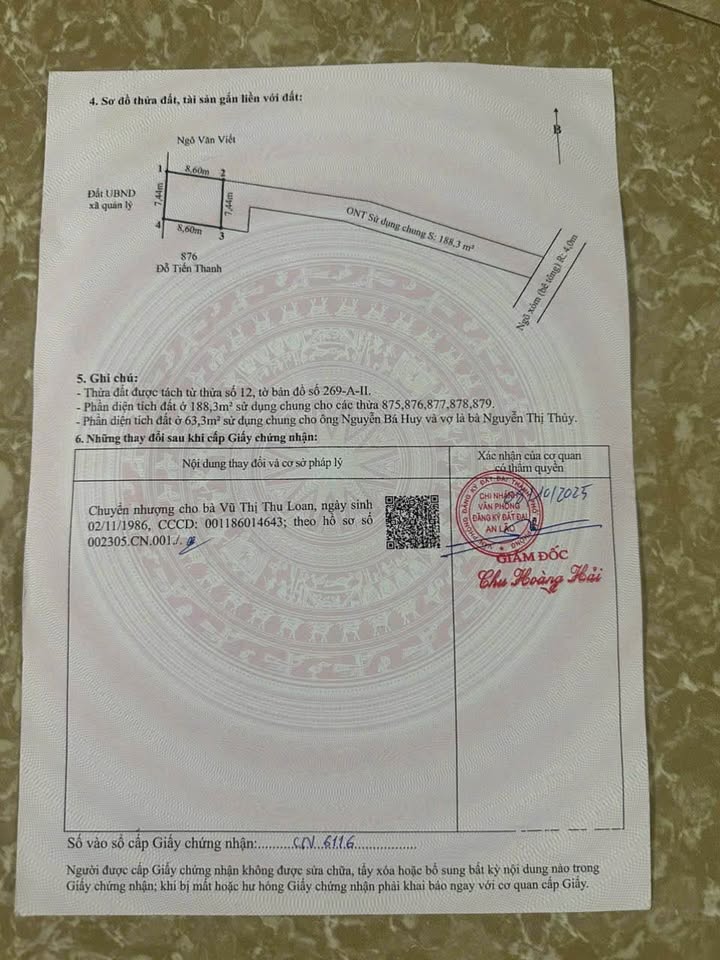 4. Sơ đồ thửa đất, tài sản gắn liền với đất:
B
Ngô Văn Viết
1
8,60m
2
Đất UBND
xã quản lý
7,44m
7,44m
4
8,60m
3
ONT Sử dụng chung S: 188,3 m²
Ngõ xóm (bê tông) R: 4,0m
876
Đỗ Tiến Thanh
5. Ghi chú:
- Thửa đất được tách từ thửa số 12, tờ bản đồ số 269-A-II.
- Phần diện tích đất ở 188,3m² sử dụng chung cho các thửa 875,876,877,878,879.
- Phần diện tích đất ở 63,3m² sử dụng chung cho ông Nguyễn Bá Huy và vợ là bà Nguyễn Thị Thủy.
6. Những thay đổi sau khi cấp Giấy chứng nhận:
Nội dung thay đổi và cơ sở pháp lý
Xác nhận của cơ quan
có thẩm quyền
Chuyển nhượng cho bà Vũ Thị Thu Loan, ngày sinh
02/11/1986, CCCD: 001186014643; theo hồ sơ số
002305.CN.001./.
/10/2025
CHI NHÁNH
VĂN PHÒNG
ĐĂNG KÝ ĐẤT ĐAI
AN LÃO
GIÁM ĐỐC
Chu Hoàng Hải
Số vào sổ cấp Giấy chứng nhận:.........CN 6116.................
Người được cấp Giấy chứng nhận không được sửa chữa, tẩy xóa hoặc bổ sung bất kỳ nội dung nào trong
Giấy chứng nhận; khi bị mất hoặc hư hỏng Giấy chứng nhận phải khai báo ngay với cơ quan cấp Giấy.